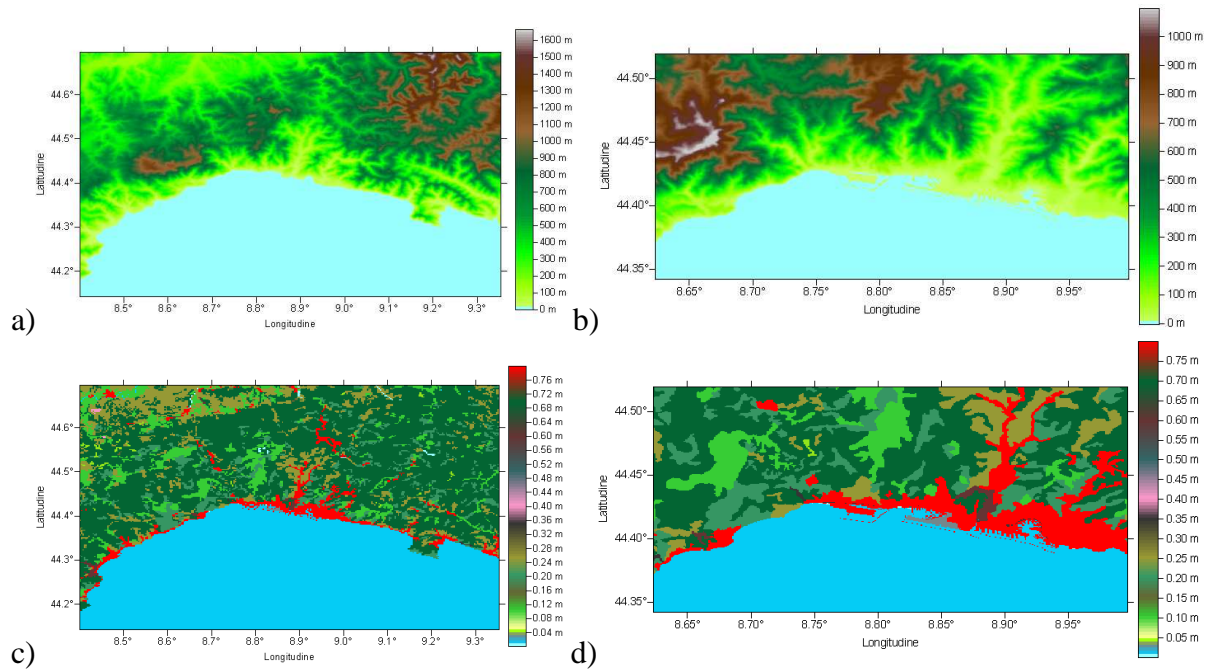 1600 m
1500 m
1400 m
1300 m
1200 m
1100 m
1000 m
900 m
800 m
700 m
600 m
500 m
400 m
300 m
200 m
100 m
0 m
Latitudine
44.6°
44.5°
44.4°
44.3°
44.2°
8.5°
8.6°
8.7°
8.8°
8.9°
9.0°
9.1°
9.2°
9.3°
Longitudine
a)
1000 m
900 m
800 m
700 m
600 m
500 m
400 m
300 m
200 m
100 m
0 m
Latitudine
44.50°
44.45°
44.40°
44.35°
8.65°
8.70°
8.75°
8.80°
8.85°
8.90°
8.95°
Longitudine
b)
0.76 m
0.72 m
0.68 m
0.64 m
0.60 m
0.56 m
0.52 m
0.48 m
0.44 m
0.40 m
0.36 m
0.32 m
0.28 m
0.24 m
0.20 m
0.16 m
0.12 m
0.08 m
0.04 m
Latitudine
44.6°
44.5°
44.4°
44.3°
44.2°
8.5°
8.6°
8.7°
8.8°
8.9°
9.0°
9.1°
9.2°
9.3°
Longitudine
c)
0.75 m
0.70 m
0.65 m
0.60 m
0.55 m
0.50 m
0.45 m
0.40 m
0.35 m
0.30 m
0.25 m
0.20 m
0.15 m
0.10 m
0.05 m
Latitudine
44.50°
44.45°
44.40°
44.35°
8.65°
8.70°
8.75°
8.80°
8.85°
8.90°
8.95°
Longitudine
d)